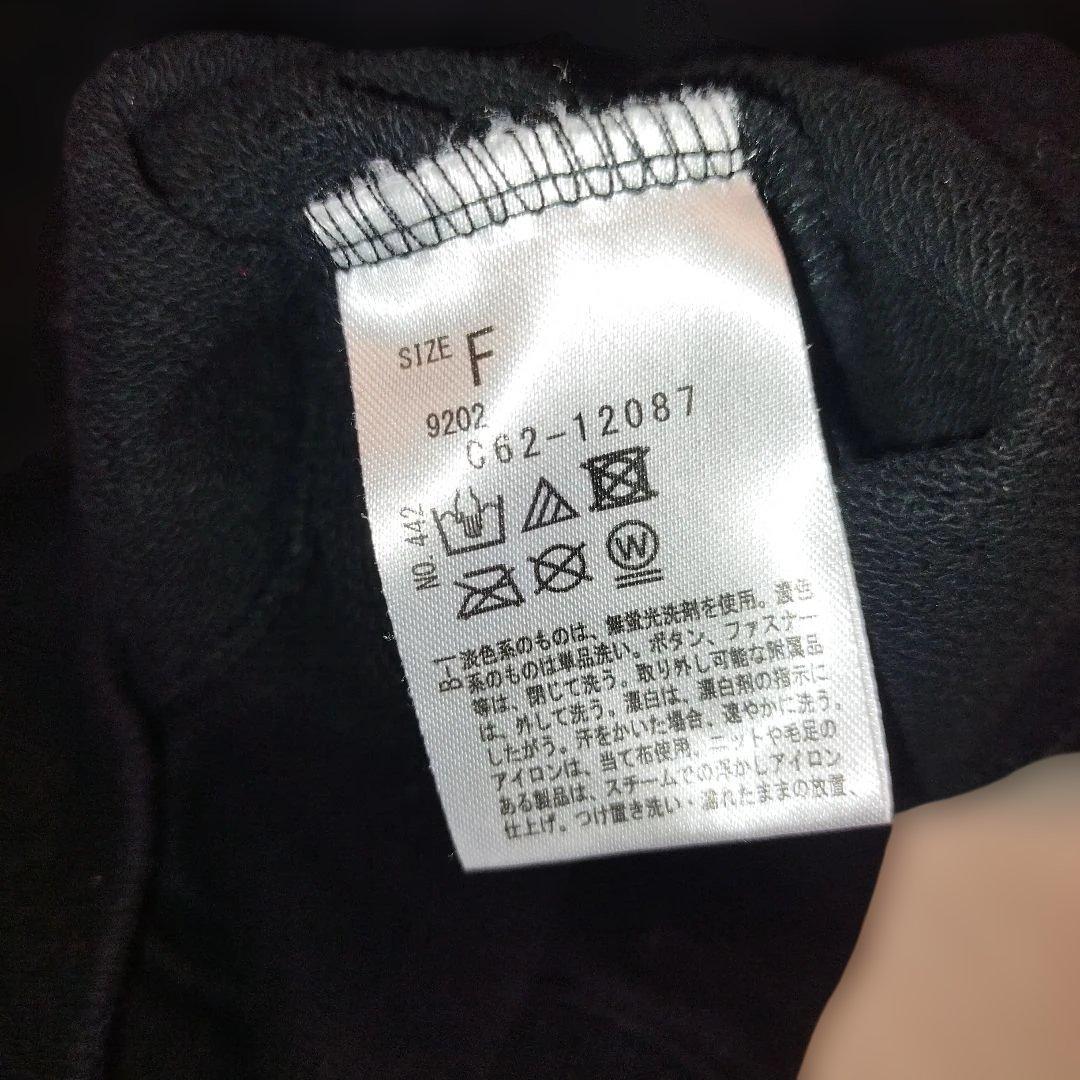 SIZE F
9202
C62-12087
NO. 442
W
B-1
淡色系のものは、無蛍光洗剤を使用。濃色
系のものは単品洗い。ボタン、ファスナー
等は、閉じて洗う。取り外し可能な附属品
は、外して洗う。漂白は、漂白剤の指示に
したがう。汗をかいた場合、速やかに洗う。
アイロンは、当て布使用。ニットや毛足の
ある製品は、スチームでの浮かしアイロン
仕上げ。つけ置き洗い・濡れたままの放置、